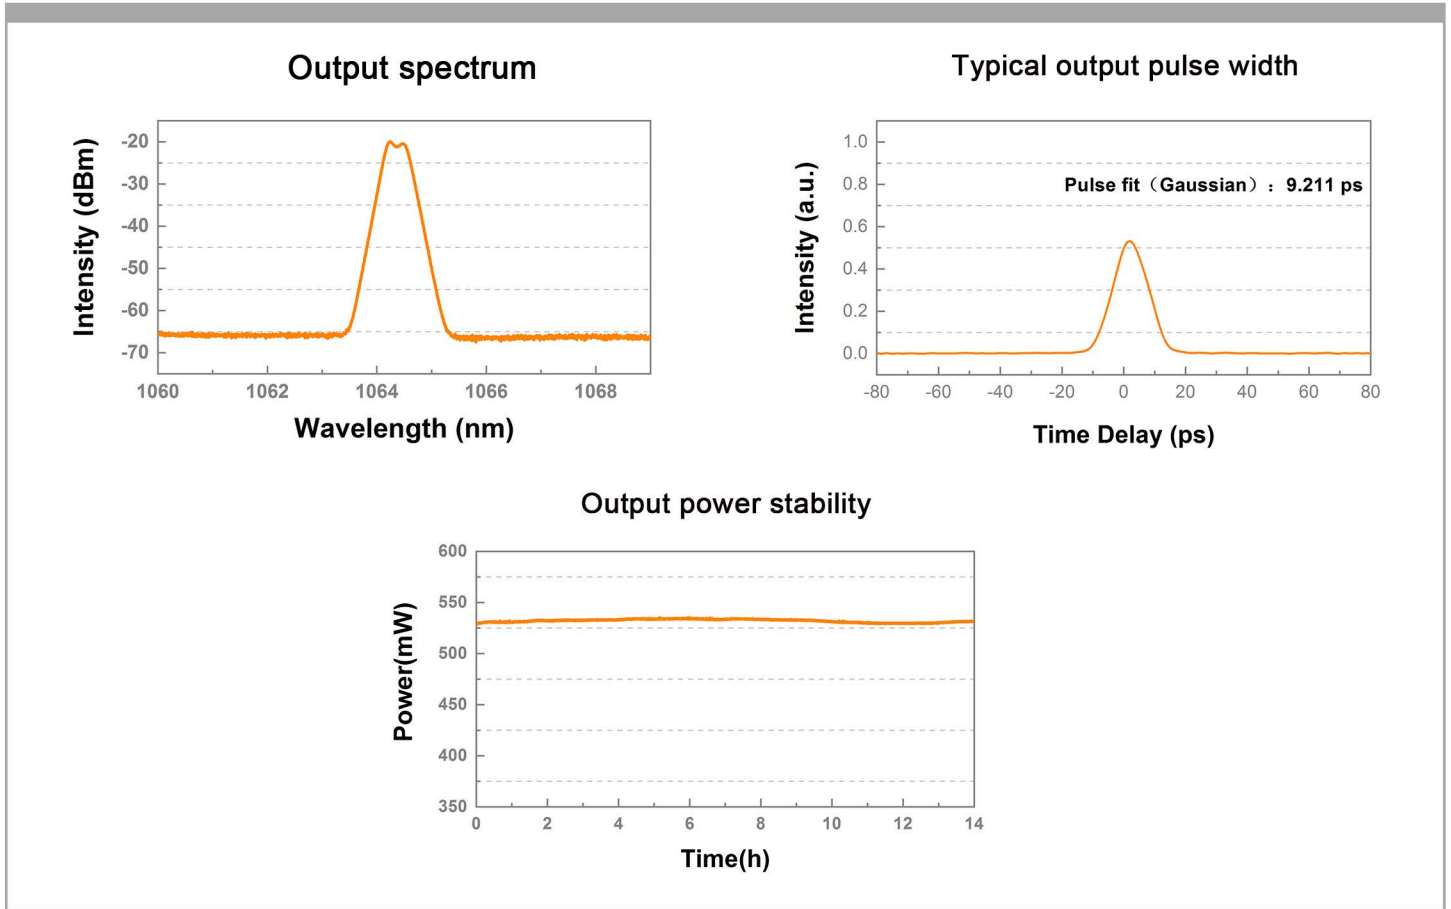 Output spectrum
Intensity (dBm)
-20
-30
-40
-50
-60
-70
1060 1062 1064 1066 1068
Wavelength (nm)
Typical output pulse width
Intensity (a.u.)
1.0
0.8
0.6
0.4
0.2
0.0
Pulse fit（Gaussian）：9.211 ps
-80 -60 -40 -20 0 20 40 60 80
Time Delay (ps)
Output power stability
Power(mW)
600
550
500
450
400
350
0 2 4 6 8 10 12 14
Time(h)